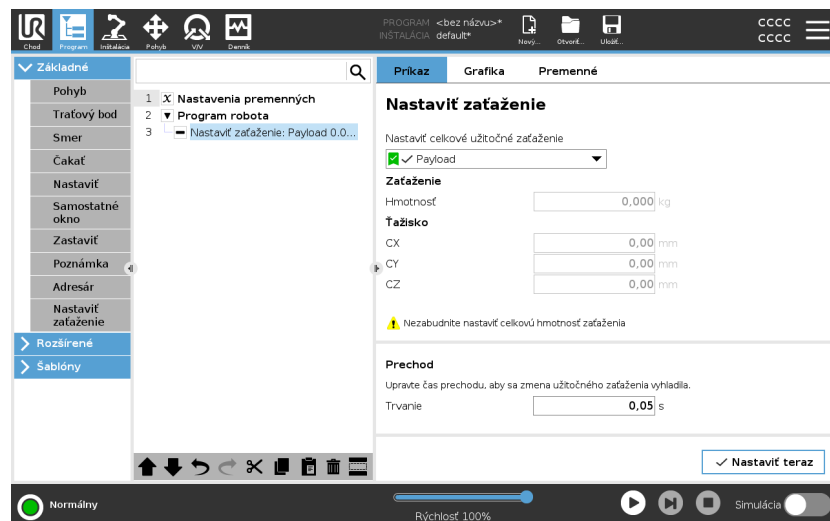 UR
Chod
Program
Inštalácia
Pohyb
V/V
Denník
PROGRAM <bez názvu>*
INŠTALÁCIA default*
Nový...
Otvoriť...
Uložiť...
CCCC
CCCC
Základné
Pohyb
Traťový bod
Smer
Čakať
Nastaviť
Samostatné
okno
Zastaviť
Poznámka
Adresár
Nastaviť
zaťaženie
Rozšírené
Šablóny
1 X Nastavenia premenných
2 Program robota
3 Nastaviť zaťaženie: Payload 0.0...
Príkaz Grafika Premenné
Nastaviť zaťaženie
Nastaviť celkové užitočné zaťaženie
Payload
Zaťaženie
Hmotnosť 0,000 kg
Ťažisko
CX 0,00 mm
CY 0,00 mm
CZ 0,00 mm
Nezabudnite nastaviť celkovú hmotnosť zaťaženia
Prechod
Upravte čas prechodu, aby sa zmena užitočného zaťaženia vyhladila.
Trvanie 0,05 s
Nastaviť teraz
Normálny
Rýchlosť 100%
Simulácia